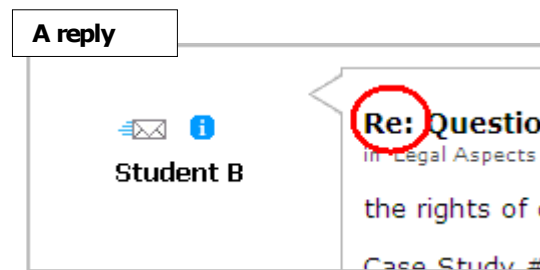 A reply
Re: Questio
in Legal Aspects
Student B
the rights of
Case Study #